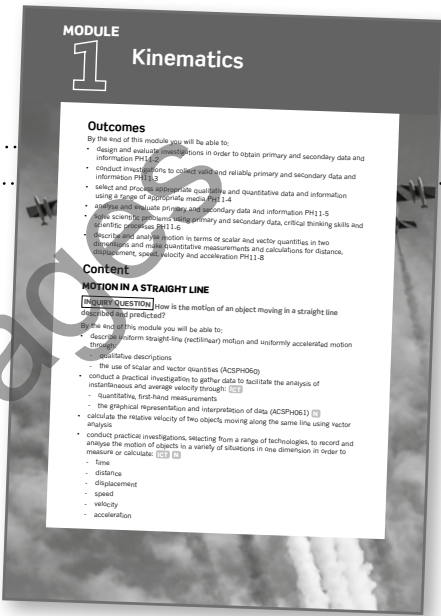 MODULE
1
Kinematics
Outcomes
By the end of this module you will be able to:
• design and evaluate investigations in order to obtain primary and secondary data and
information PH11-2
• conduct investigations to collect valid and reliable primary and secondary data and
information PH11-3
• select and process appropriate qualitative and quantitative data and information
using a range of appropriate media PH11-4
• analyse and evaluate primary and secondary data and information PH11-5
• solve scientific problems using primary and secondary data, critical thinking skills and
scientific processes PH11-6
• describe and analyse motion in terms of scalar and vector quantities in two
dimensions and make quantitative measurements and calculations for distance,
displacement, speed, velocity and acceleration PH11-8
Content
MOTION IN A STRAIGHT LINE
INQUIRY QUESTION How is the motion of an object moving in a straight line
described and predicted?
By the end of this module you will be able to:
• describe uniform straight-line (rectilinear) motion and uniformly accelerated motion
through:
- qualitative descriptions
- the use of scalar and vector quantities (ACSPH060)
• conduct a practical investigation to gather data to facilitate the analysis of
instantaneous and average velocity through: ICT
- quantitative, first-hand measurements
- the graphical representation and interpretation of data (ACSPH061) N
• calculate the relative velocity of two objects moving along the same line using vector
analysis
• conduct practical investigations, selecting from a range of technologies, to record and
analyse the motion of objects in a variety of situations in one dimension in order to
measure or calculate: ICT N
- time
- distance
- displacement
- speed
- velocity
- acceleration
ages